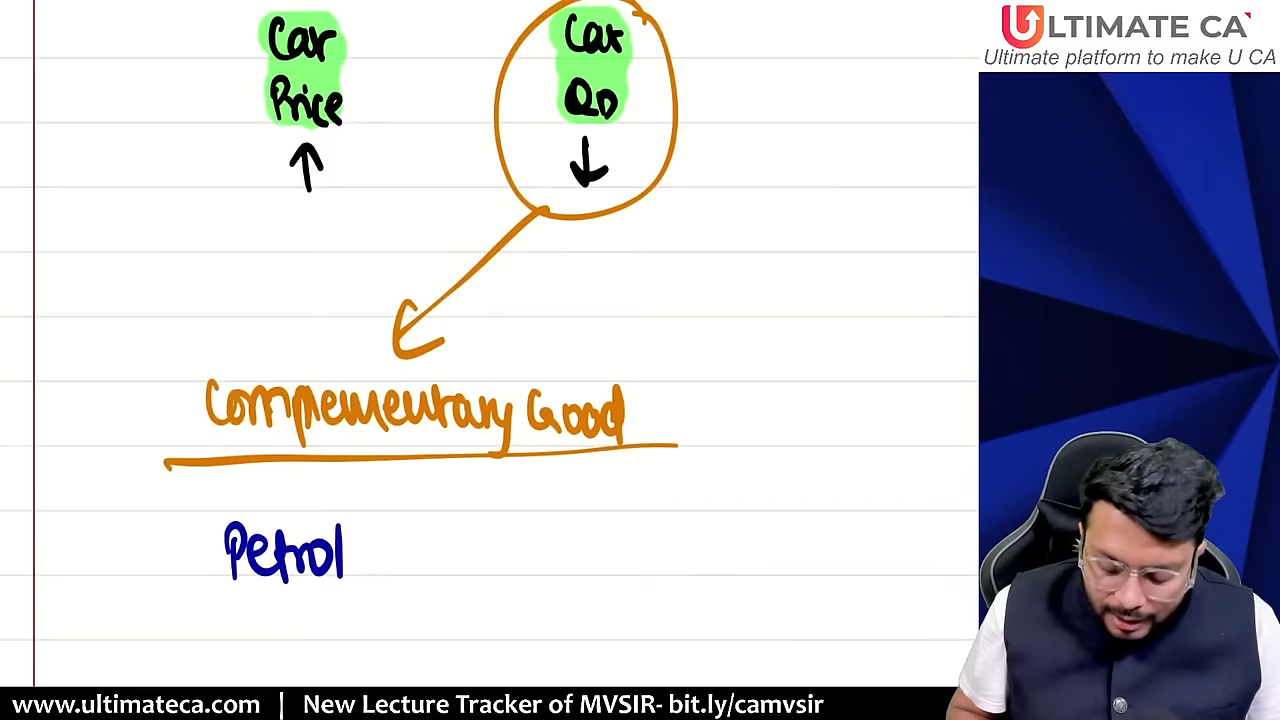 Car
Price
↑
Car
QD
↓
Complementary Good
Petrol
ULTIMATE CA
Ultimate platform to make U CA
www.ultimateca.com | New Lecture Tracker of MVSIR- bit.ly/camvsir